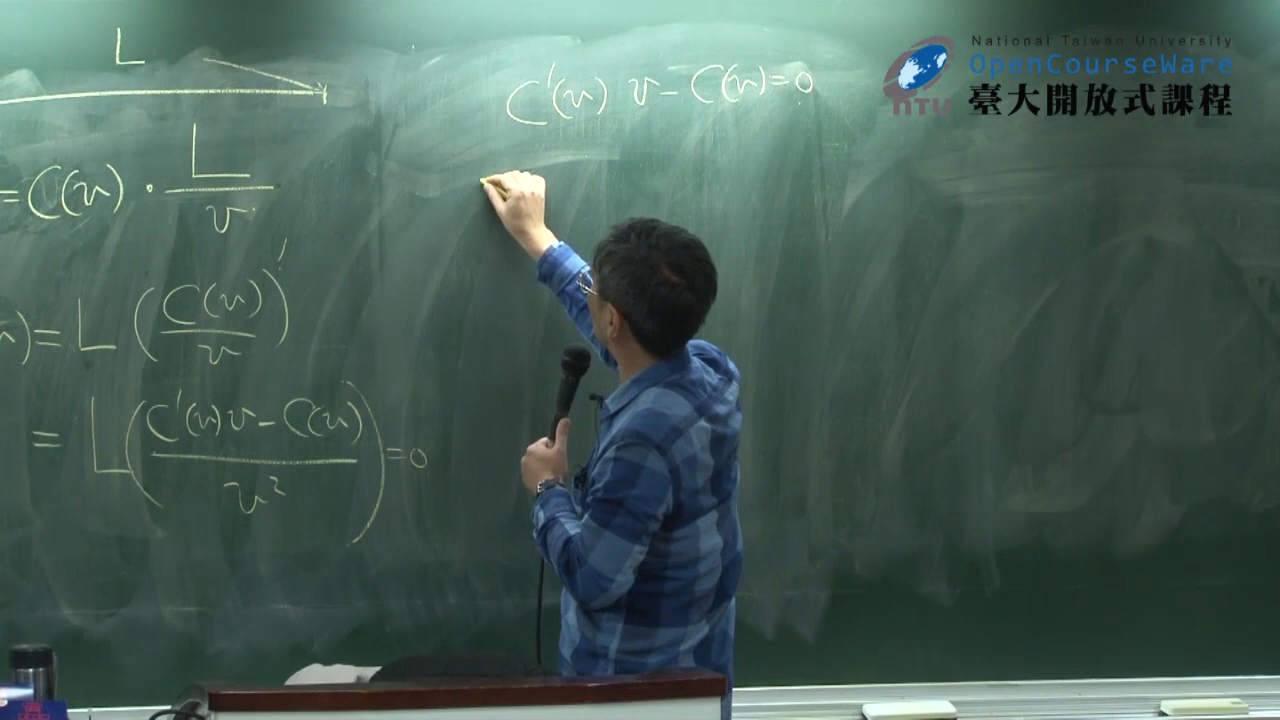 L
= C(v) · L/v
v) = L (C(v)/v)'
= L (C'(v)v - C(v)/v²) = 0
C'(v) v - C(v) = 0
National Taiwan University
OpenCourseWare
NTU
臺大開放式課程